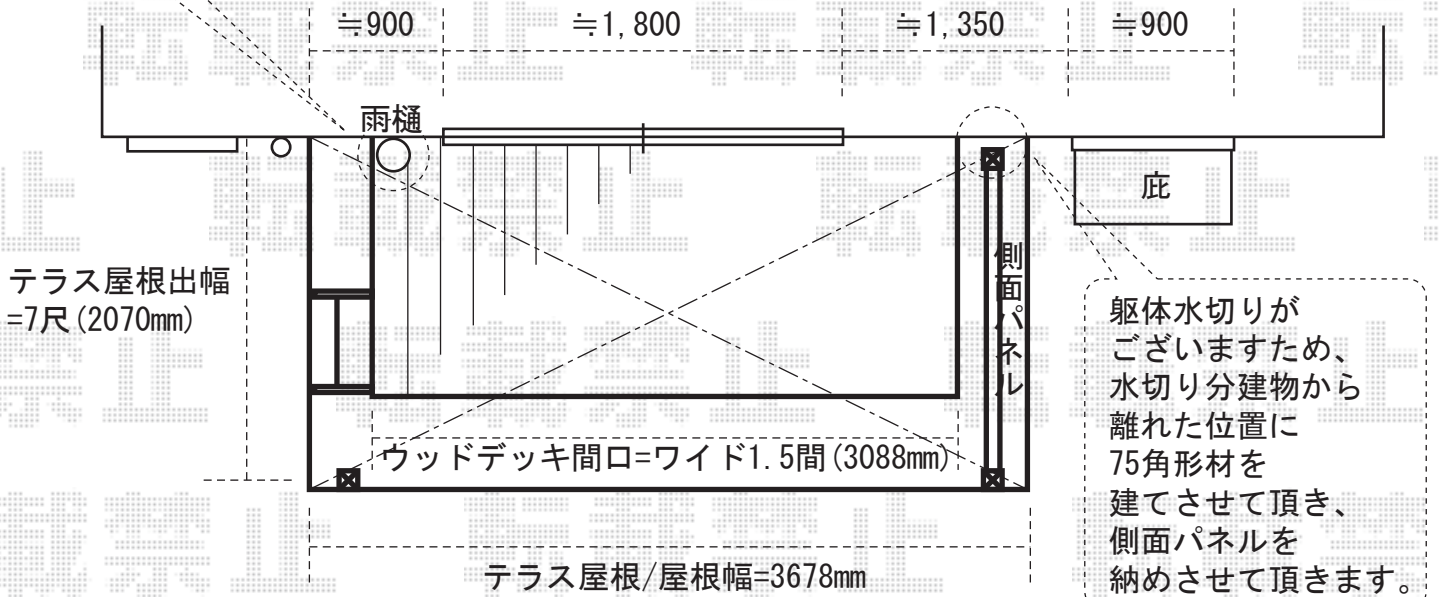 ≒900
≒1,800
≒1,350
≒900
雨樋
庇
側面パネル
テラス屋根出幅
=7尺(2070mm)
ウッドデッキ間口=ワイド1.5間(3088mm)
テラス屋根/屋根幅=3678mm
躯体水切りが
ございますため、
水切り分建物から
離れた位置に
75角形材を
建てさせて頂き、
側面パネルを
納めさせて頂きます。
転載禁止